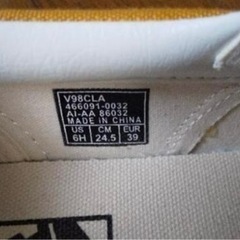 V98CLA
466091-0032
AI-AA 86032
MADE IN CHINA
US CM EUR
6H 24.5 39